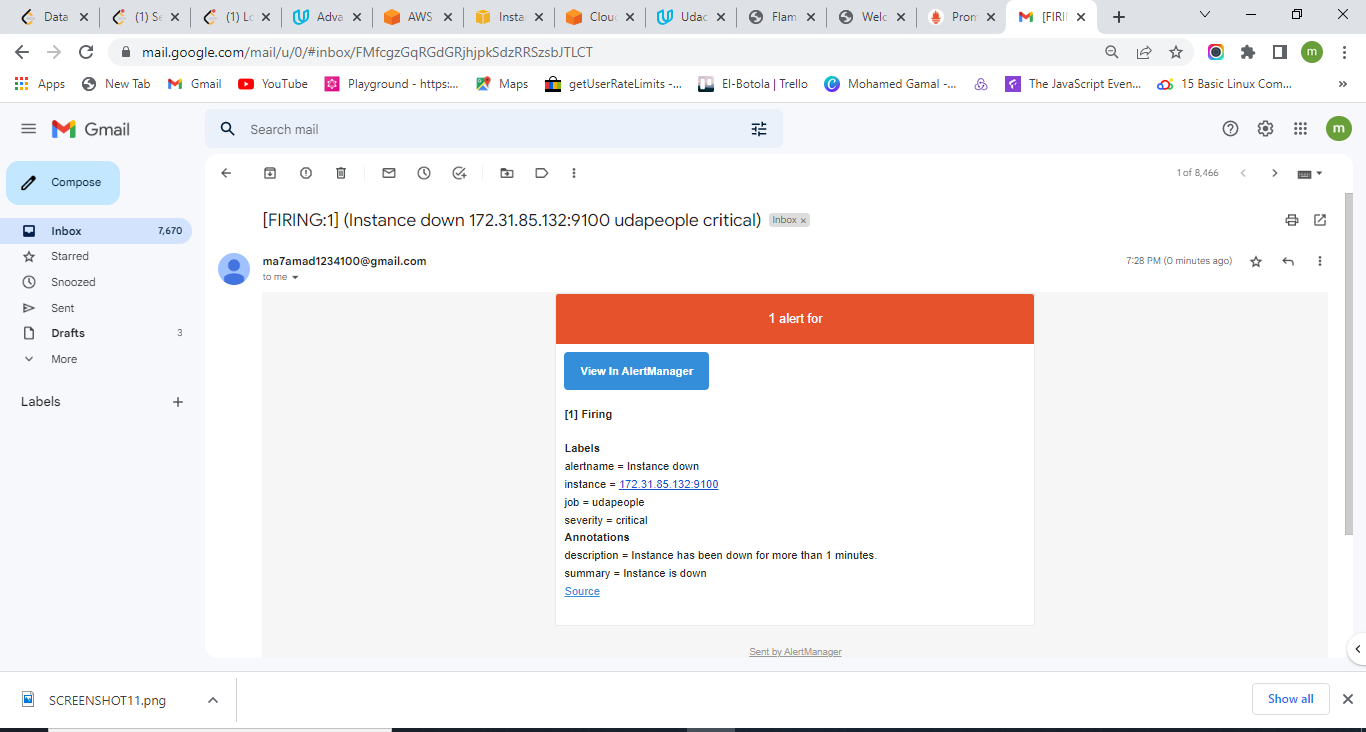 Data
(1) Se
(1) Lo
Adva
AWS
Insta
Clou
Udac
Flam
Welc
Pron
[FIRI
mail.google.com/mail/u/0/#inbox/FMfcgzGqRGdGRjhjpkSdzRRSzsbJTLCT
m
Apps
New Tab
Gmail
YouTube
Playground - https:...
Maps
getUserRateLimits -...
El-Botola | Trello
Mohamed Gamal -...
The JavaScript Even...
15 Basic Linux Com...
»
Gmail
Search mail
m
Compose
1 of 8,466
[FIRING:1] (Instance down 172.31.85.132:9100 udapeople critical)
Inbox ×
Inbox 7,670
Starred
Snoozed
Sent
Drafts 3
More
Labels
ma7amad1234100@gmail.com
7:28 PM (0 minutes ago)
to me
1 alert for
View In AlertManager
[1] Firing
Labels
alertname = Instance down
instance = 172.31.85.132:9100
job = udapeople
severity = critical
Annotations
description = Instance has been down for more than 1 minutes.
summary = Instance is down
Source
Sent by AlertManager
SCREENSHOT11.png
Show all